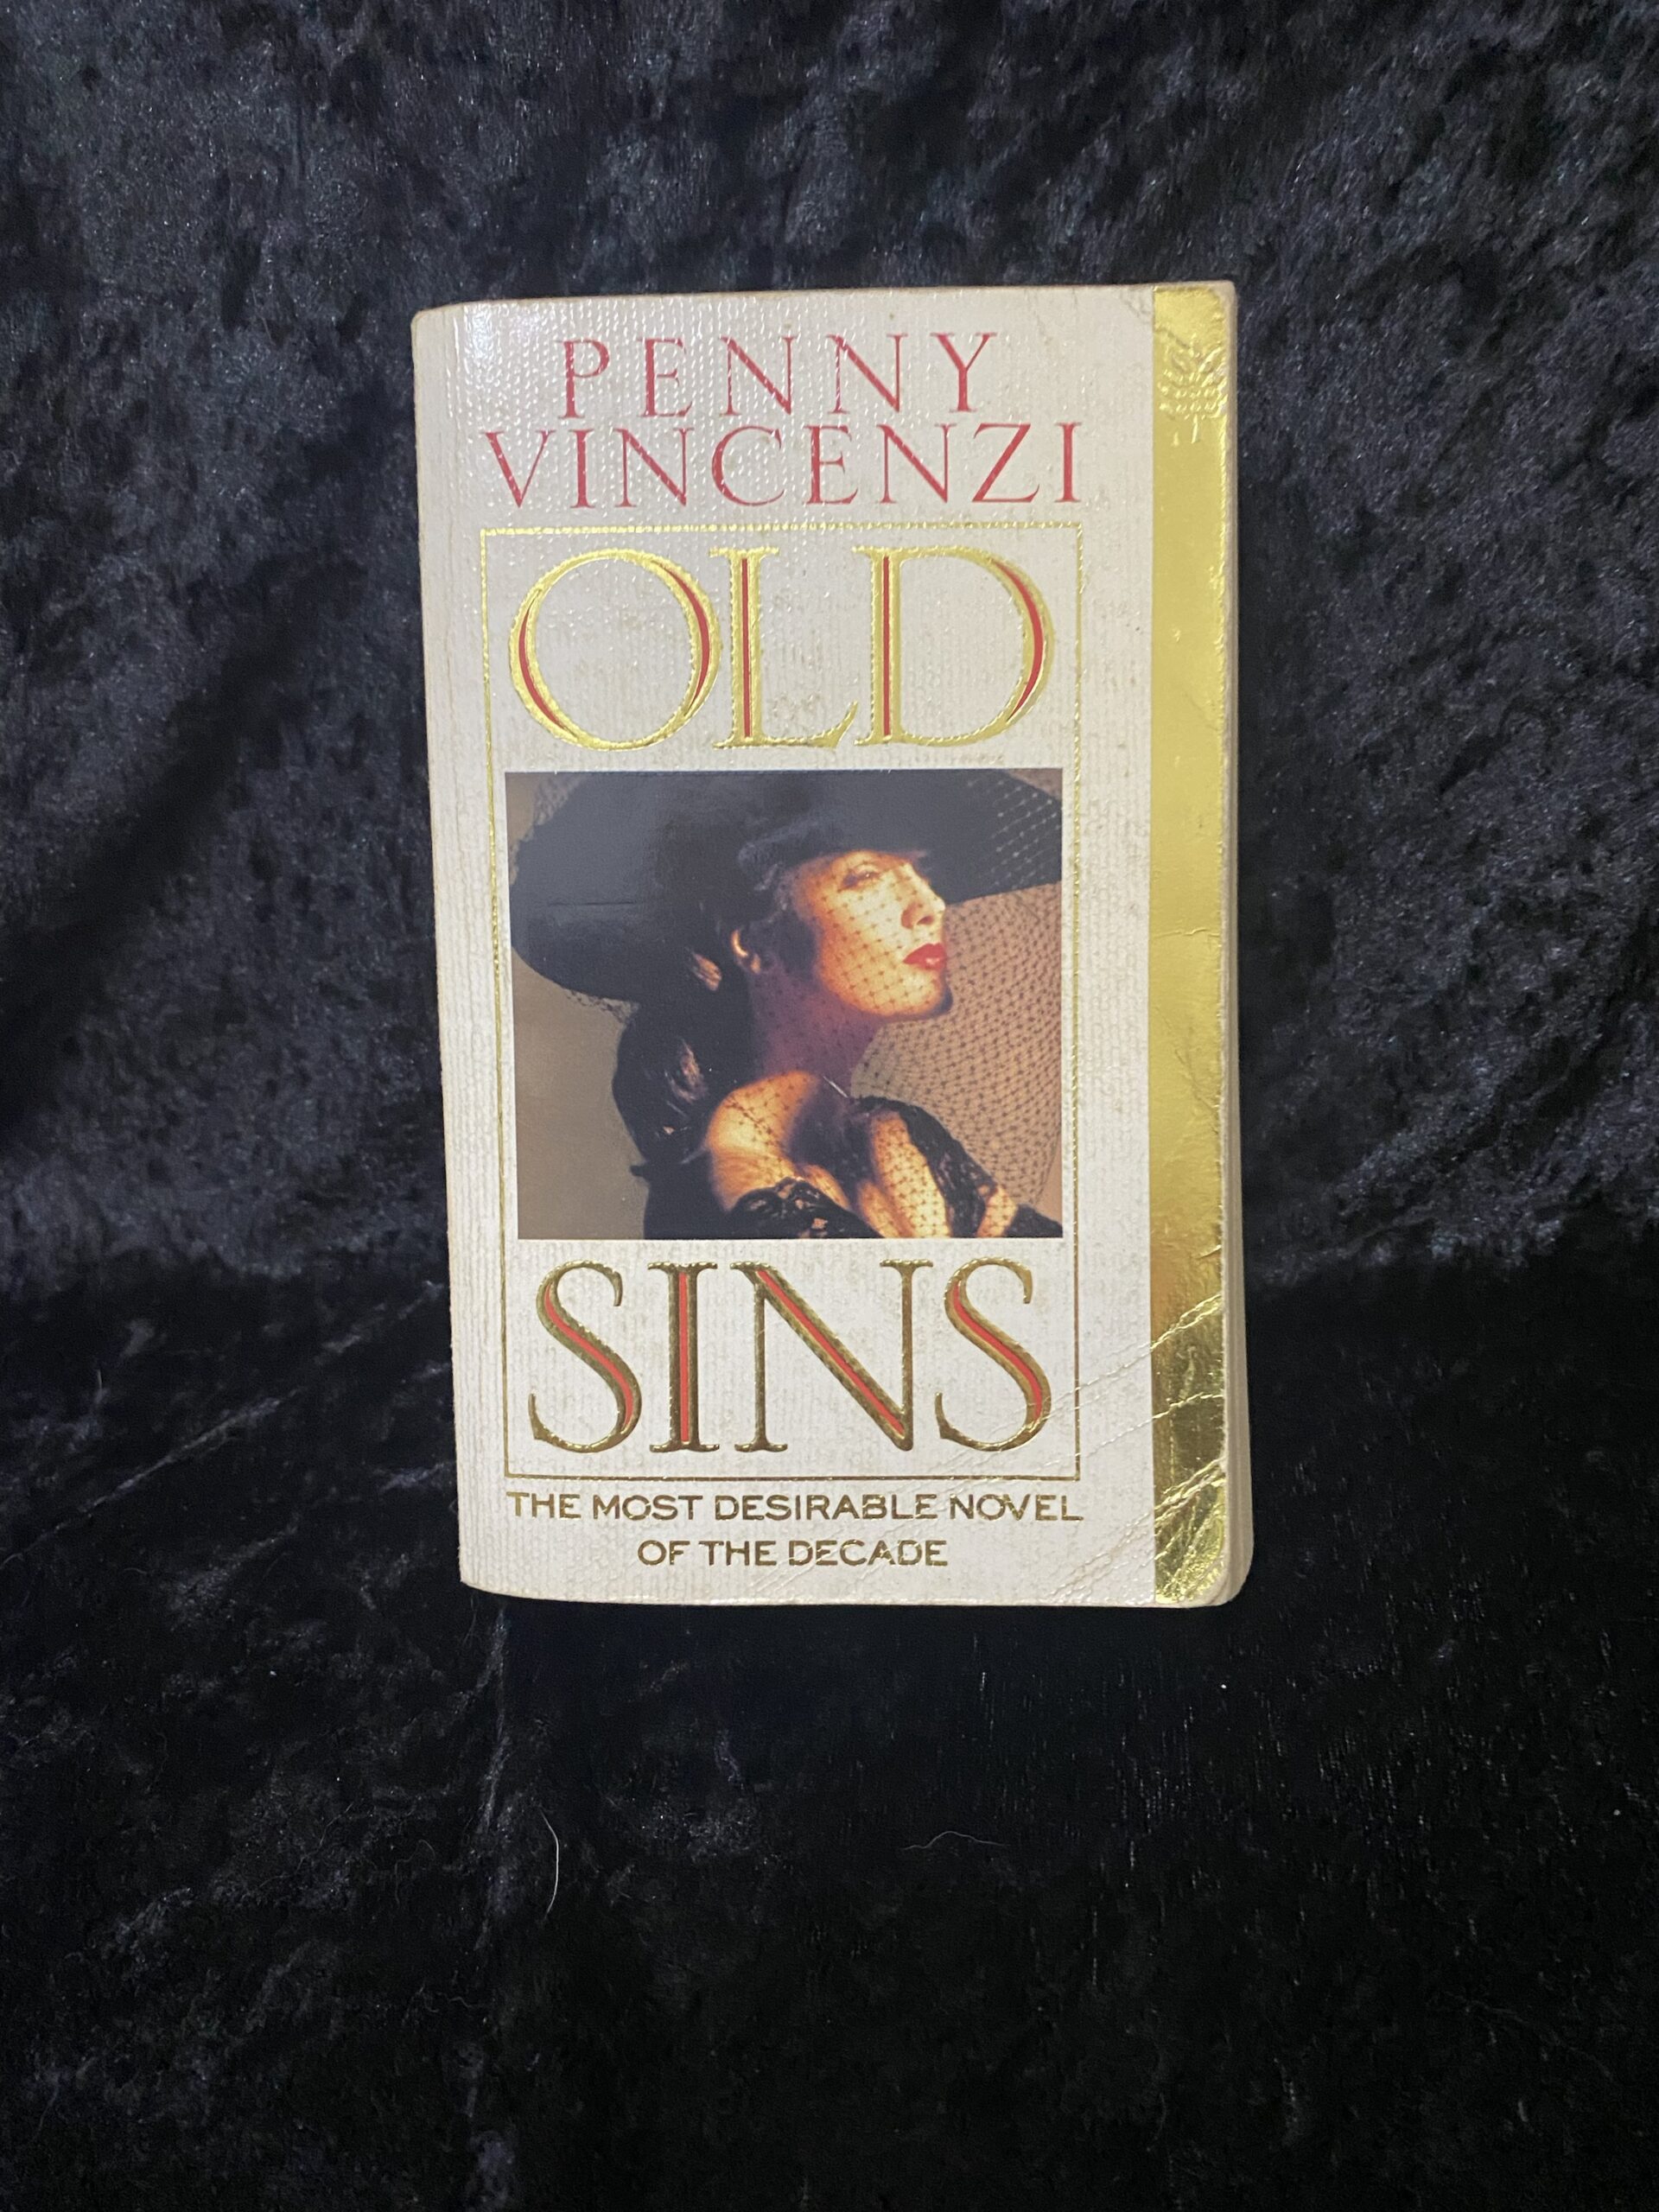 PENNY
VINCENZI
OLD
SINS
THE MOST DESIRABLE NOVEL
OF THE DECADE